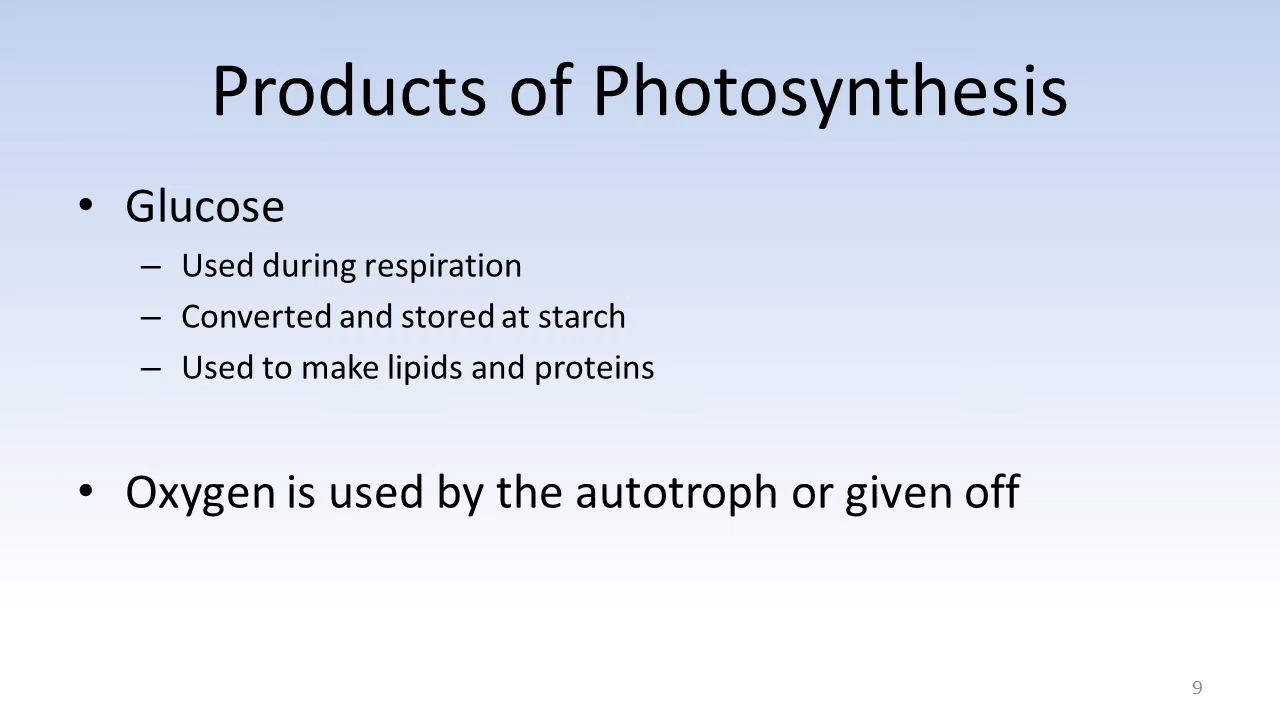 Products of Photosynthesis
• Glucose
– Used during respiration
– Converted and stored at starch
– Used to make lipids and proteins
• Oxygen is used by the autotroph or given off
9